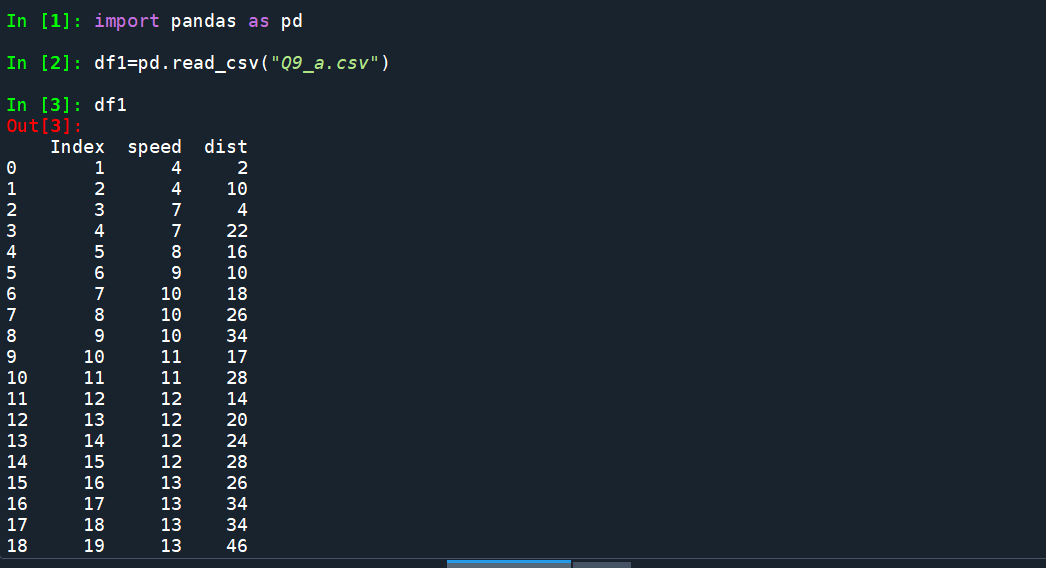 In [1]: import pandas as pd
In [2]: df1=pd.read_csv("Q9_a.csv")
In [3]: df1
Out[3]:
    Index  speed  dist
0       1      4     2
1       2      4    10
2       3      7     4
3       4      7    22
4       5      8    16
5       6      9    10
6       7     10    18
7       8     10    26
8       9     10    34
9      10     11    17
10     11     11    28
11     12     12    14
12     13     12    20
13     14     12    24
14     15     12    28
15     16     13    26
16     17     13    34
17     18     13    34
18     19     13    46